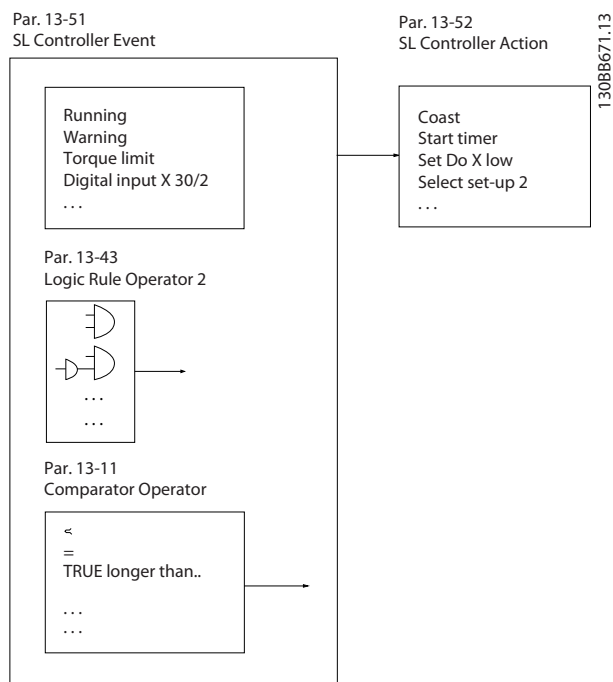 Par. 13-51
SL Controller Event
Par. 13-52
SL Controller Action
130BB671.13
Running
Warning
Torque limit
Digital input X 30/2
. . .
Coast
Start timer
Set Do X low
Select set-up 2
. . .
Par. 13-43
Logic Rule Operator 2
. . .
. . .
Par. 13-11
Comparator Operator
=
TRUE longer than..
. . .
. . .